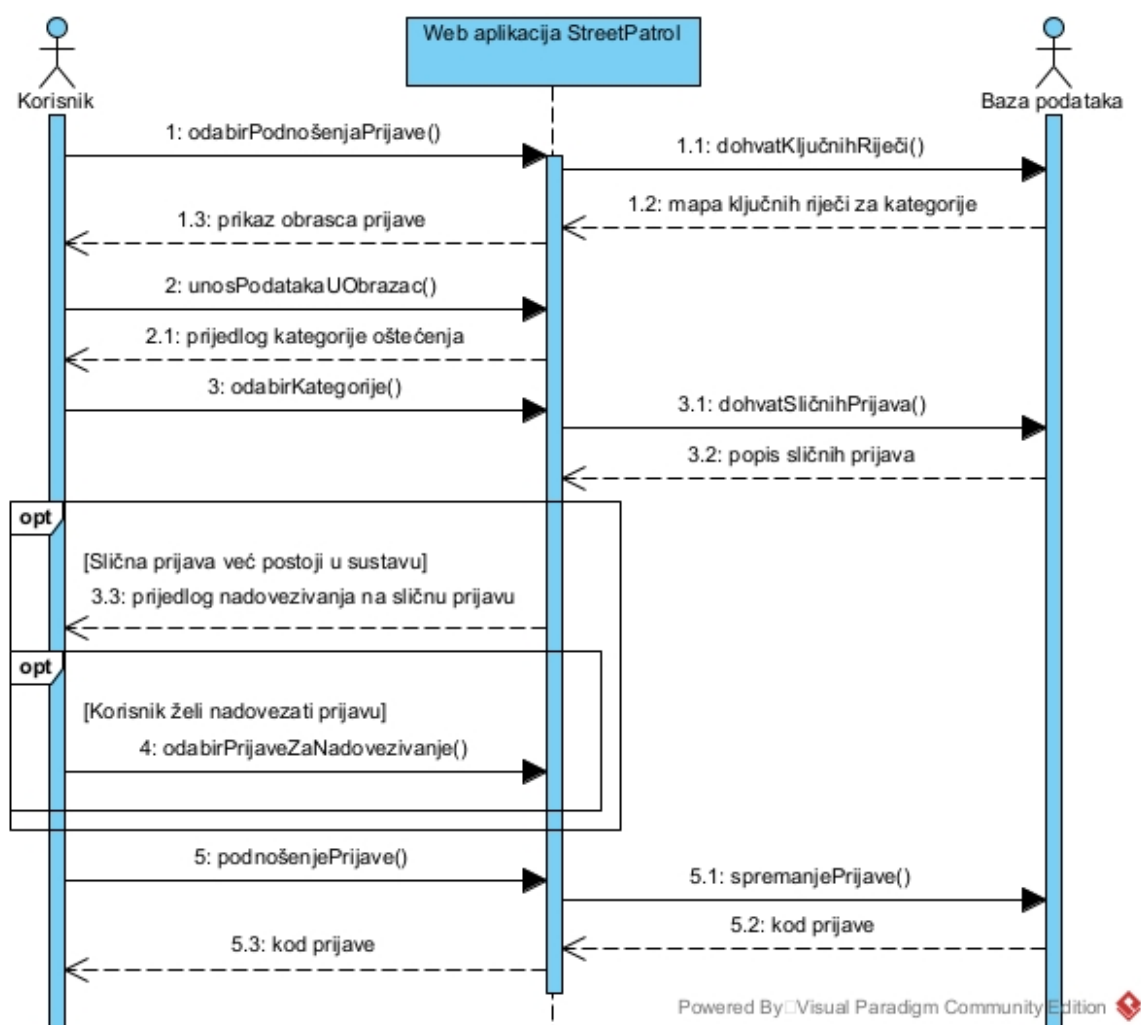 Web aplikacija StreetPatrol
Korisnik
Baza podataka
1: odabirPodnošenjaPrijave()
1.1: dohvatKljučnihRiječi()
1.2: mapa ključnih riječi za kategorije
1.3: prikaz obrasca prijave
2: unosPodatakaUObrazac()
2.1: prijedlog kategorije oštećenja
3: odabirKategorije()
3.1: dohvatSličnihPrijava()
3.2: popis sličnih prijava
opt
[Slična prijava već postoji u sustavu]
3.3: prijedlog nadovezivanja na sličnu prijavu
opt
[Korisnik želi nadovezati prijavu]
4: odabirPrijaveZaNadovezivanje()
5: podnošenjePrijave()
5.1: spremanjePrijave()
5.2: kod prijave
5.3: kod prijave
Powered By Visual Paradigm Community Edition